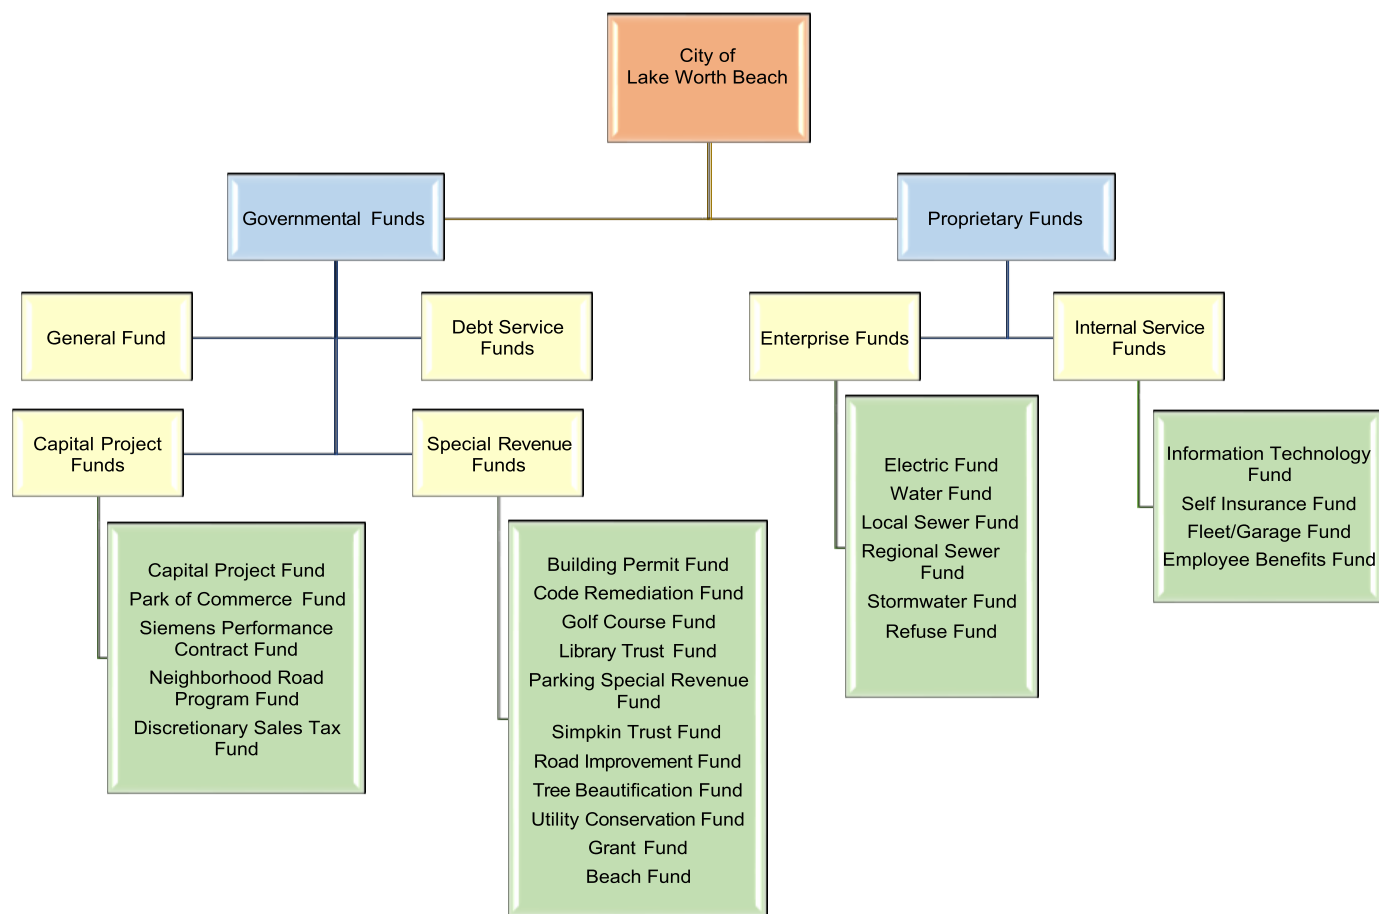 City of
Lake Worth Beach
Governmental Funds
Proprietary Funds
General Fund
Debt Service
Funds
Enterprise Funds
Internal Service
Funds
Capital Project
Funds
Special Revenue
Funds
Capital Project Fund
Park of Commerce Fund
Siemens Performance
Contract Fund
Neighborhood Road
Program Fund
Discretionary Sales Tax
Fund
Building Permit Fund
Code Remediation Fund
Golf Course Fund
Library Trust Fund
Parking Special Revenue
Fund
Simpkin Trust Fund
Road Improvement Fund
Tree Beautification Fund
Utility Conservation Fund
Grant Fund
Beach Fund
Electric Fund
Water Fund
Local Sewer Fund
Regional Sewer
Fund
Stormwater Fund
Refuse Fund
Information Technology
Fund
Self Insurance Fund
Fleet/Garage Fund
Employee Benefits Fund